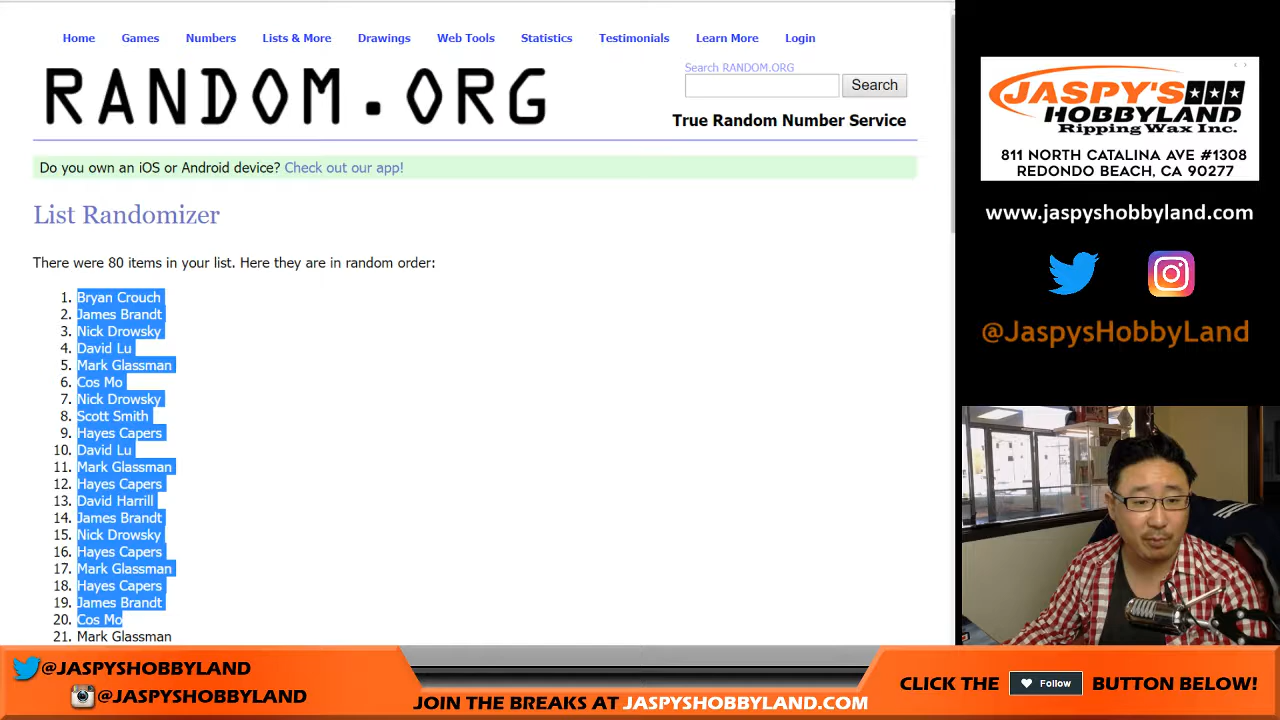 Home Games Numbers Lists & More Drawings Web Tools Statistics Testimonials Learn More Login
Search RANDOM.ORG
RANDOM.ORG
Search
True Random Number Service
Do you own an iOS or Android device? Check out our app!
List Randomizer
There were 80 items in your list. Here they are in random order:
1. Bryan Crouch
2. James Brandt
3. Nick Drowsky
4. David Lu
5. Mark Glassman
6. Cos Mo
7. Nick Drowsky
8. Scott Smith
9. Hayes Capers
10. David Lu
11. Mark Glassman
12. Hayes Capers
13. David Harrill
14. James Brandt
15. Nick Drowsky
16. Hayes Capers
17. Mark Glassman
18. Hayes Capers
19. James Brandt
20. Cos Mo
21. Mark Glassman
JASPY'S
HOBBYLAND
Ripping Wax Inc.
811 NORTH CATALINA AVE #1308
REDONDO BEACH, CA 90277
www.jaspyshobbyland.com
@JaspysHobbyLand
@JASPYSHOBBYLAND
@JASPYSHOBBYLAND
JOIN THE BREAKS AT JASPYSHOBBYLAND.COM
CLICK THE Follow BUTTON BELOW!